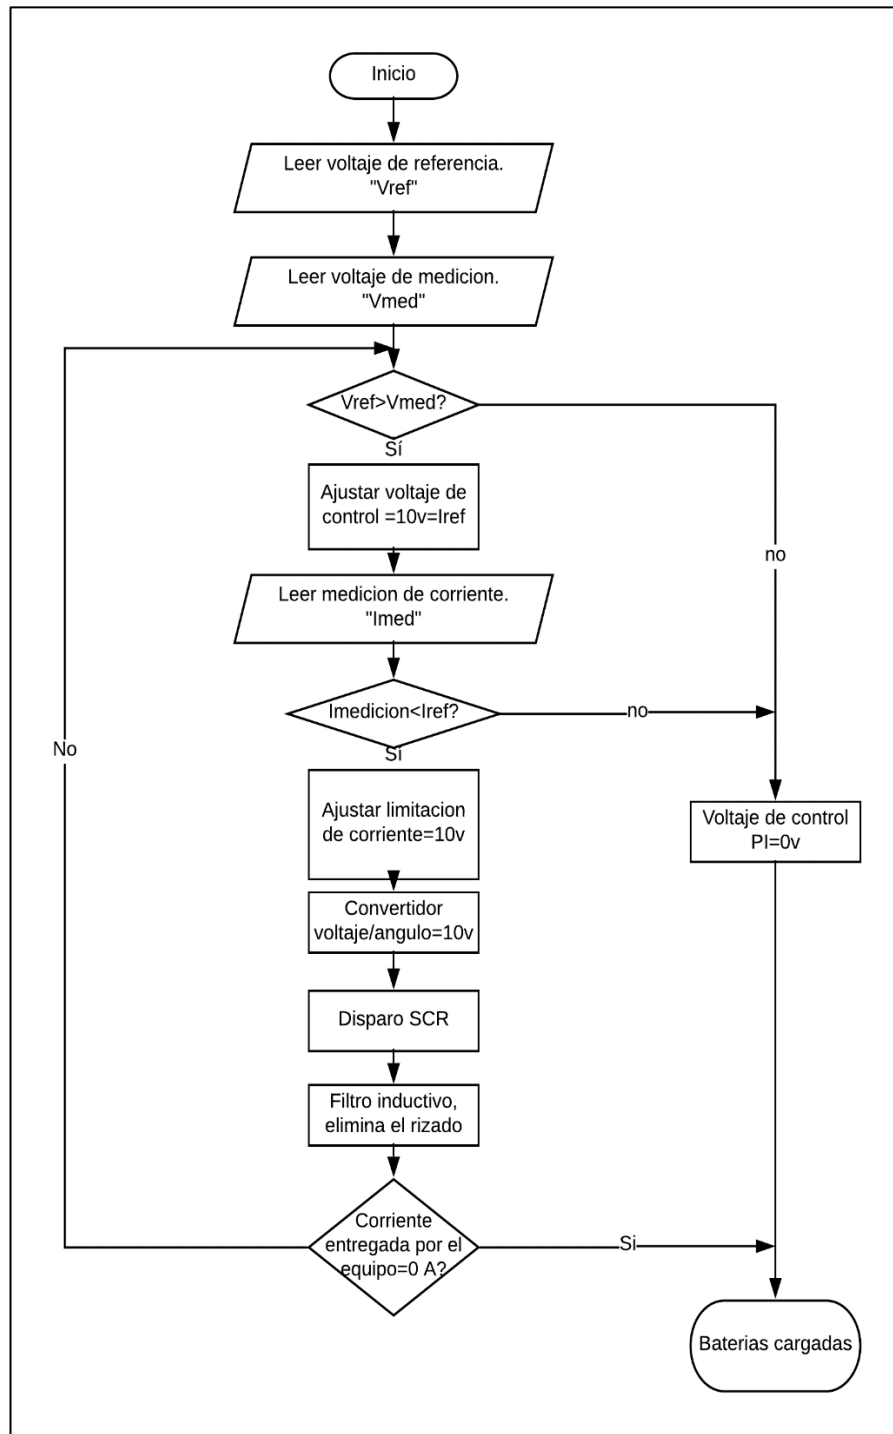 Inicio
Leer voltaje de referencia.
"Vref"
Leer voltaje de medicion.
"Vmed"
Vref>Vmed?
Sí
Ajustar voltaje de
control =10v=Iref
no
Leer medicion de corriente.
"Imed"
Imedicion<Iref?
no
Sí
No
Ajustar limitacion
de corriente=10v
Voltaje de control
PI=0v
Convertidor
voltaje/angulo=10v
Disparo SCR
Filtro inductivo,
elimina el rizado
Corriente
entregada por el
equipo=0 A?
Si
Baterias cargadas